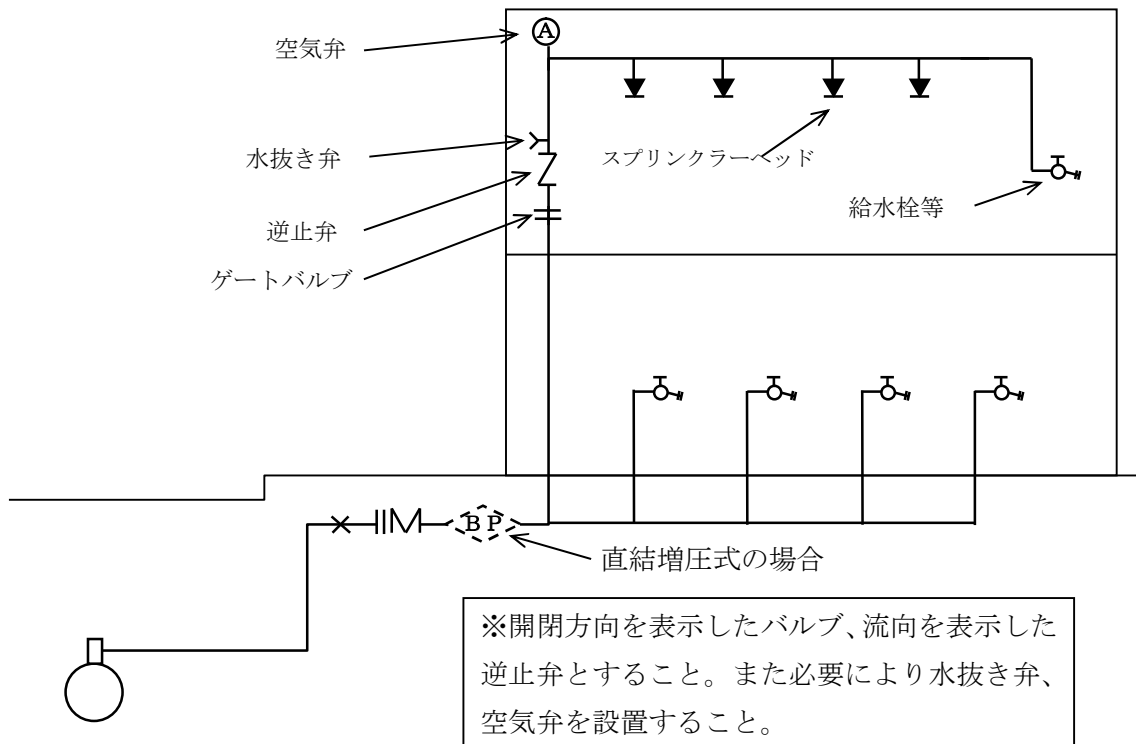 空気弁
A
水抜き弁
スプリンクラーヘッド
逆止弁
給水栓等
ゲートバルブ
BP
直結増圧式の場合
※開閉方向を表示したバルブ、流向を表示した
逆止弁とすること。また必要により水抜き弁、
空気弁を設置すること。